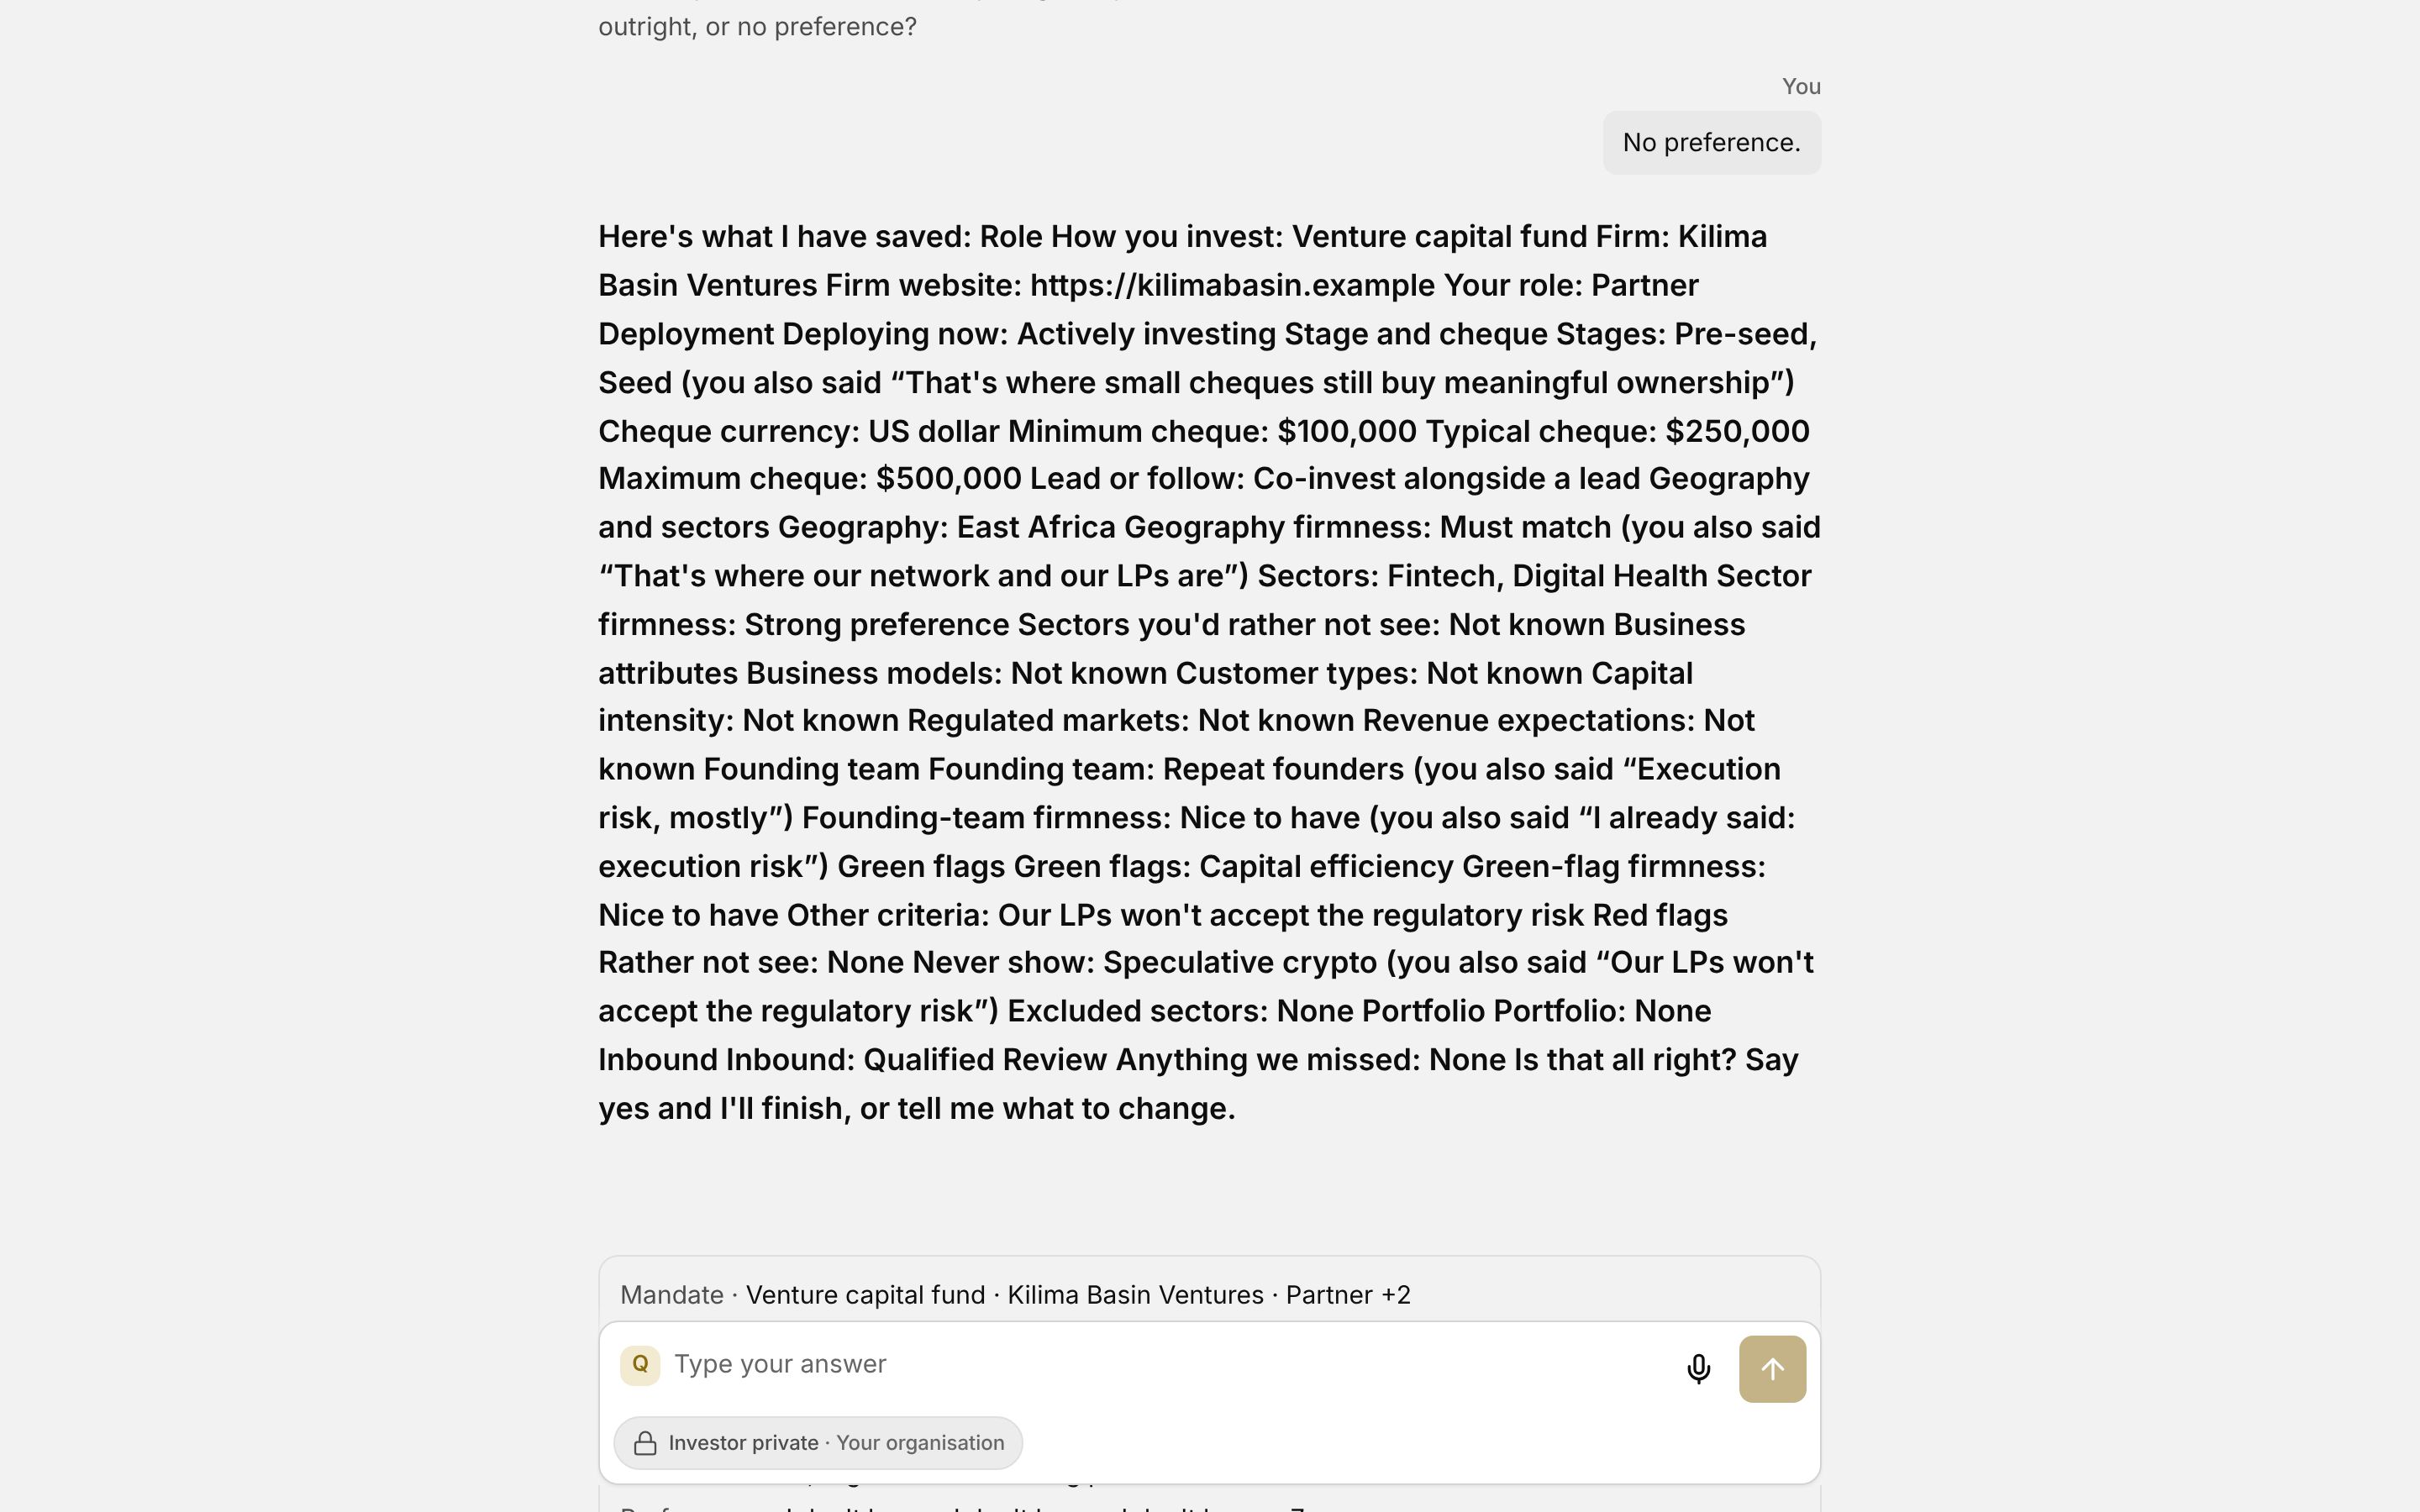 outright, or no preference?
You
No preference.
Here's what I have saved: Role How you invest: Venture capital fund Firm: Kilima
Basin Ventures Firm website: https://kilimabasin.example Your role: Partner
Deployment Deploying now: Actively investing Stage and cheque Stages: Pre-seed,
Seed (you also said “That's where small cheques still buy meaningful ownership”)
Cheque currency: US dollar Minimum cheque: $100,000 Typical cheque: $250,000
Maximum cheque: $500,000 Lead or follow: Co-invest alongside a lead Geography
and sectors Geography: East Africa Geography firmness: Must match (you also said
“That's where our network and our LPs are”) Sectors: Fintech, Digital Health Sector
firmness: Strong preference Sectors you'd rather not see: Not known Business
attributes Business models: Not known Customer types: Not known Capital
intensity: Not known Regulated markets: Not known Revenue expectations: Not
known Founding team Founding team: Repeat founders (you also said “Execution
risk, mostly”) Founding-team firmness: Nice to have (you also said “I already said:
execution risk”) Green flags Green flags: Capital efficiency Green-flag firmness:
Nice to have Other criteria: Our LPs won't accept the regulatory risk Red flags
Rather not see: None Never show: Speculative crypto (you also said “Our LPs won't
accept the regulatory risk”) Excluded sectors: None Portfolio Portfolio: None
Inbound Inbound: Qualified Review Anything we missed: None Is that all right? Say
yes and I'll finish, or tell me what to change.
Mandate · Venture capital fund · Kilima Basin Ventures · Partner +2
Q Type your answer
Investor private · Your organisation